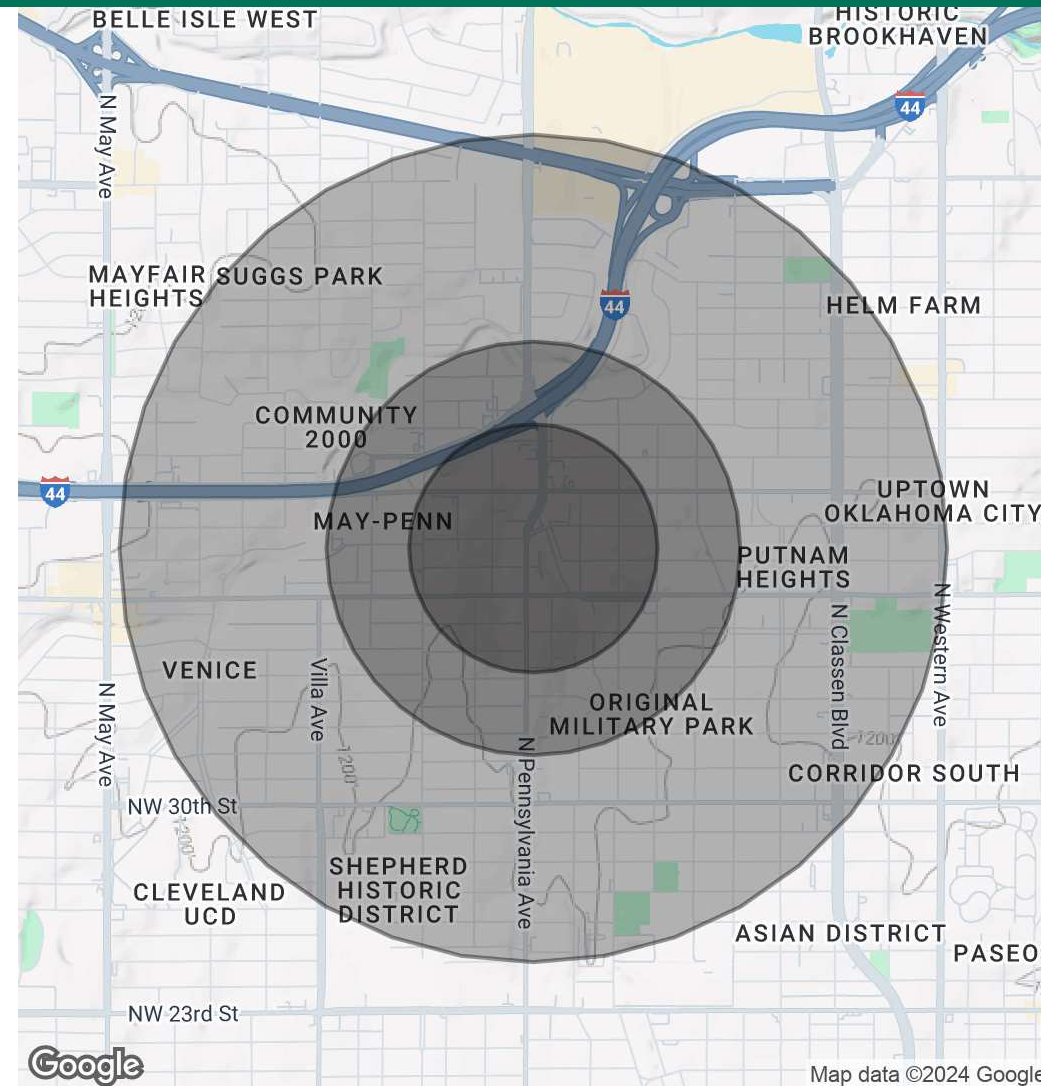 BELLE ISLE WEST
HISTORIC
BROOKHAVEN
44
N May Ave
MAYFAIR
HEIGHTS
SUGGS PARK
44
HELM FARM
COMMUNITY
2000
44
UPTOWN
OKLAHOMA CITY
MAY-PENN
PUTNAM
HEIGHTS
N Western Ave
N Classen Blvd
VENICE
Villa Ave
N May Ave
ORIGINAL
MILITARY PARK
N Pennsylvania Ave
1200'
1200
CORRIDOR SOUTH
NW 30th St
1200'
SHEPHERD
HISTORIC
DISTRICT
CLEVELAND
UCD
ASIAN DISTRICT
PASEO
NW 23rd St
Google
Map data ©2024 Google